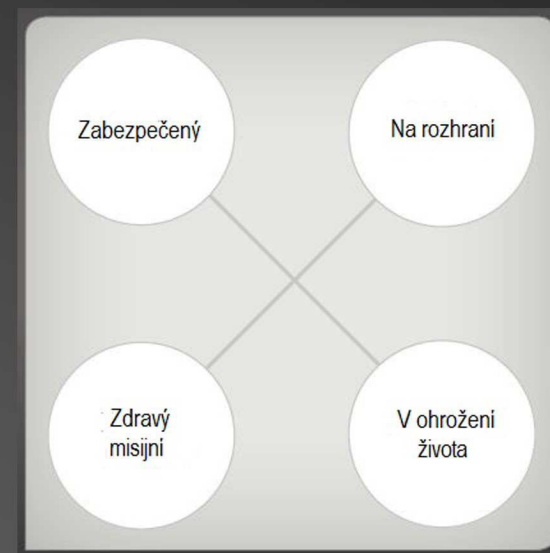 Zabezpečený
Na rozhraní
Zdravý
misijní
V ohrožení
života